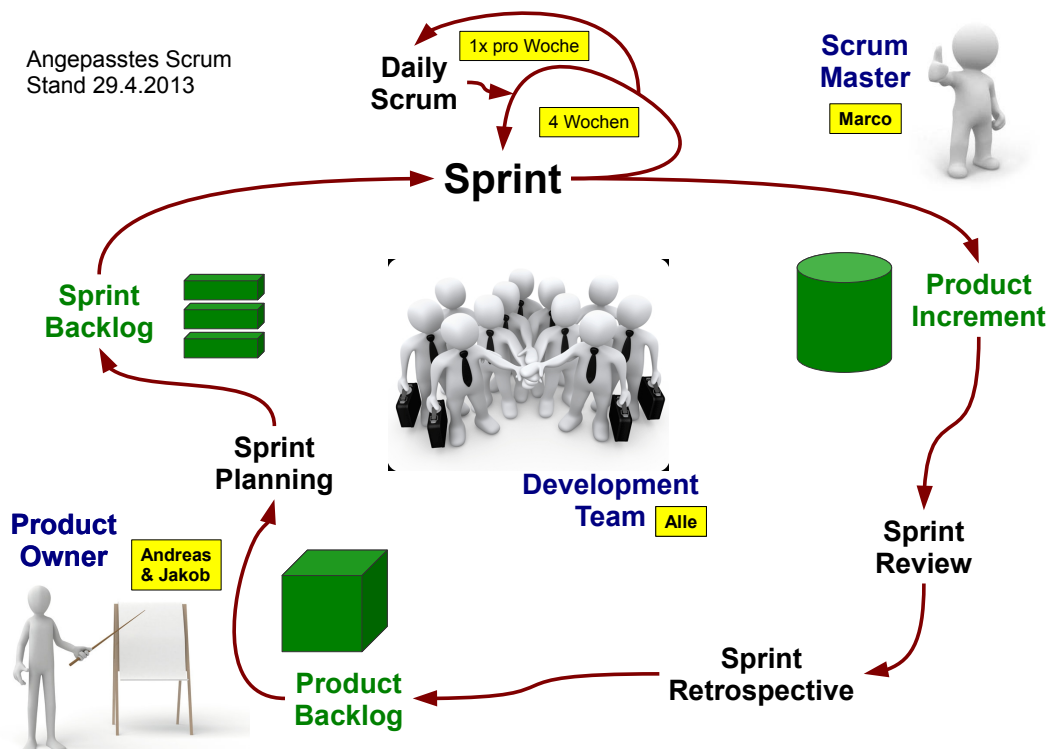 Angepasstes Scrum
Stand 29.4.2013
1x pro Woche
Daily
Scrum
4 Wochen
Sprint
Scrum
Master
Marco
Sprint
Backlog
Product
Increment
Sprint
Planning
Development
Team
Alle
Product
Owner
Andreas
& Jakob
Sprint
Review
Product
Backlog
Sprint
Retrospective